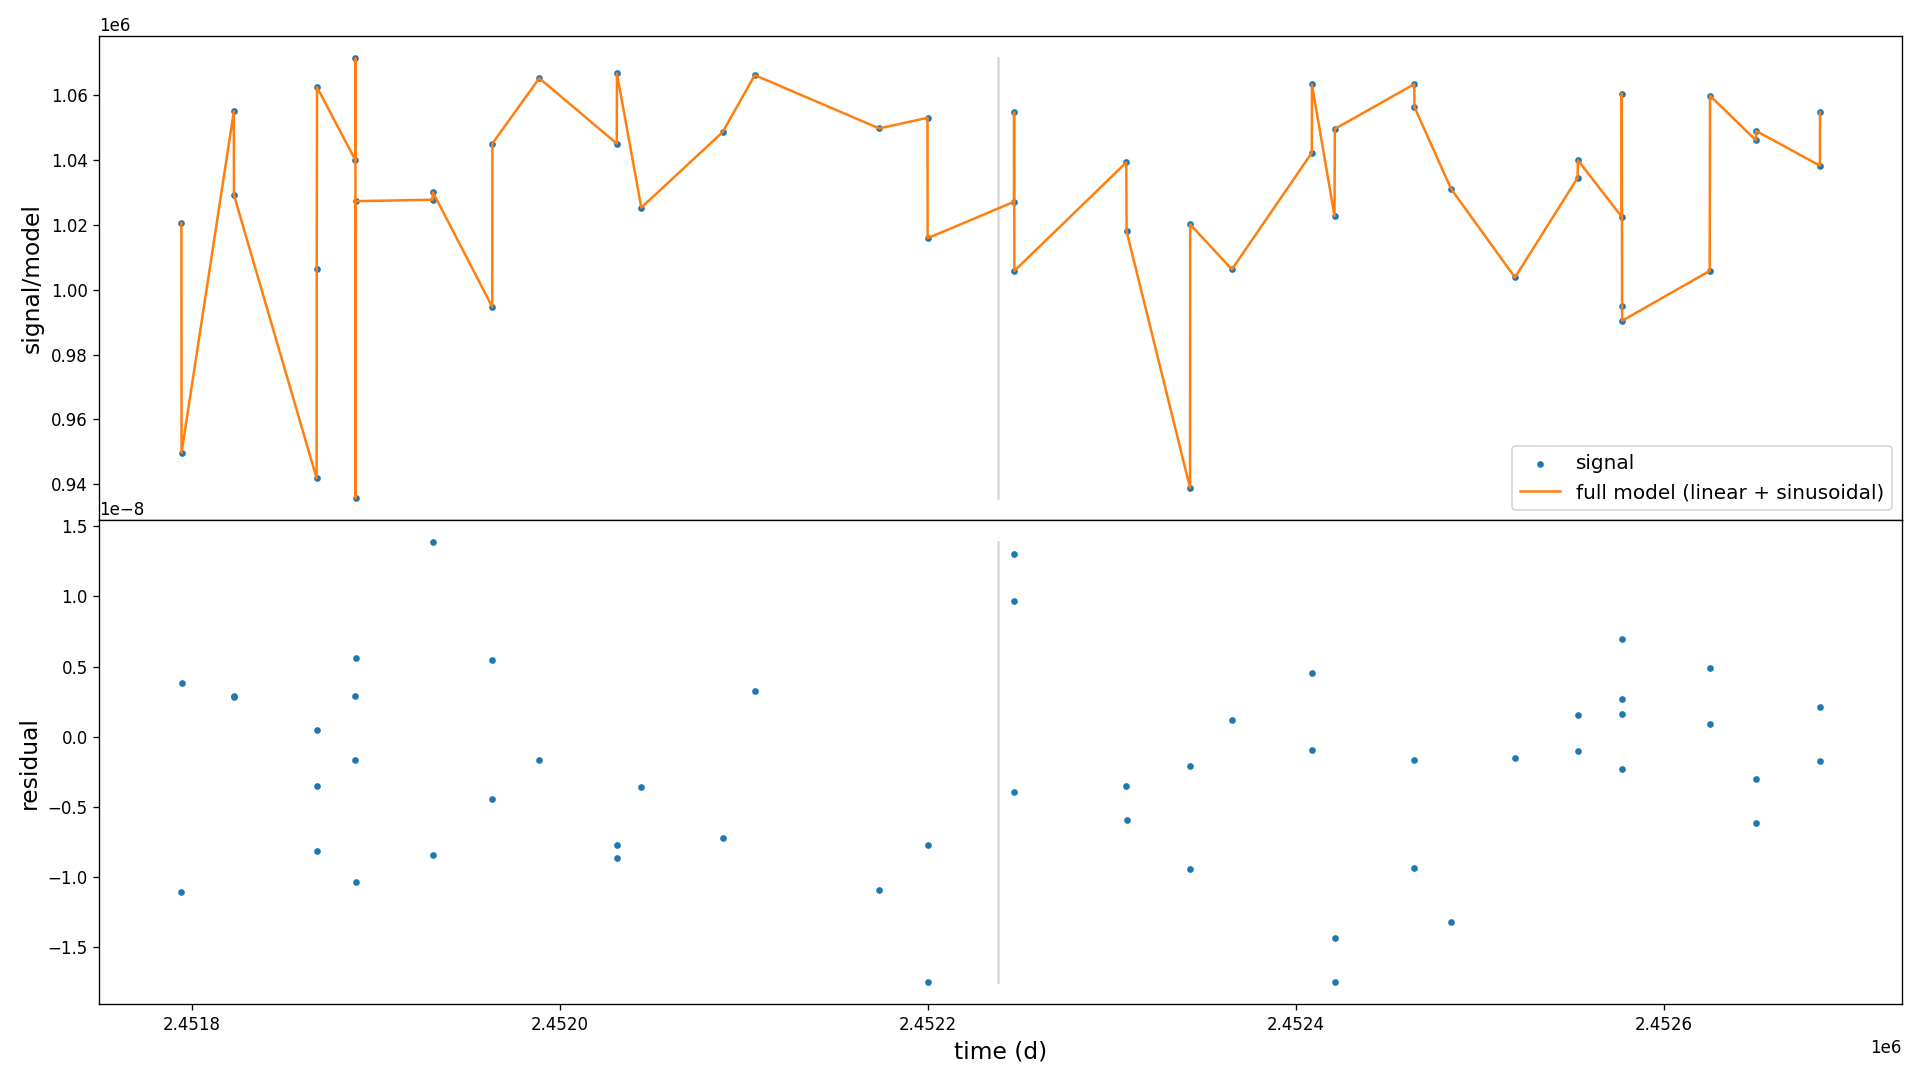 1e6
1.06
1.04
1.02
1.00
0.98
0.96
0.94
signal/model
signal
full model (linear + sinusoidal)
1e−8
1.5
1.0
0.5
0.0
−0.5
−1.0
−1.5
residual
2.4518 2.4520 2.4522 2.4524 2.4526
1e6
time (d)